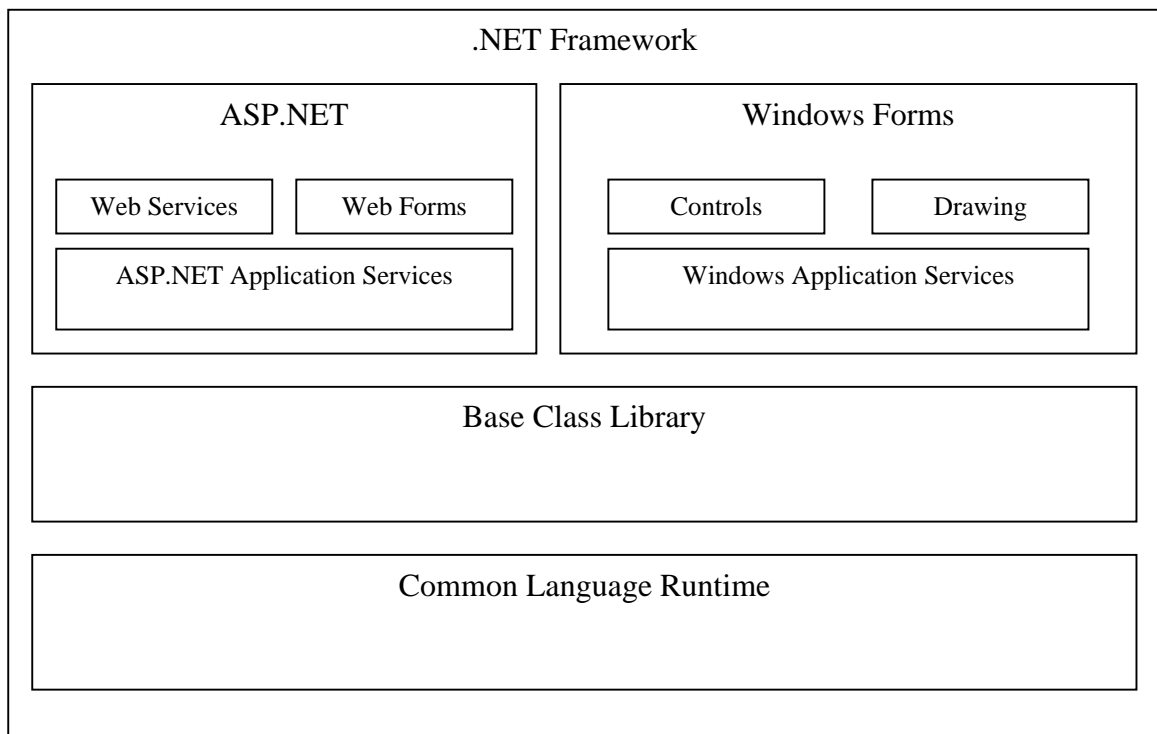 .NET Framework
ASP.NET
Web Services
Web Forms
ASP.NET Application Services
Windows Forms
Controls
Drawing
Windows Application Services
Base Class Library
Common Language Runtime